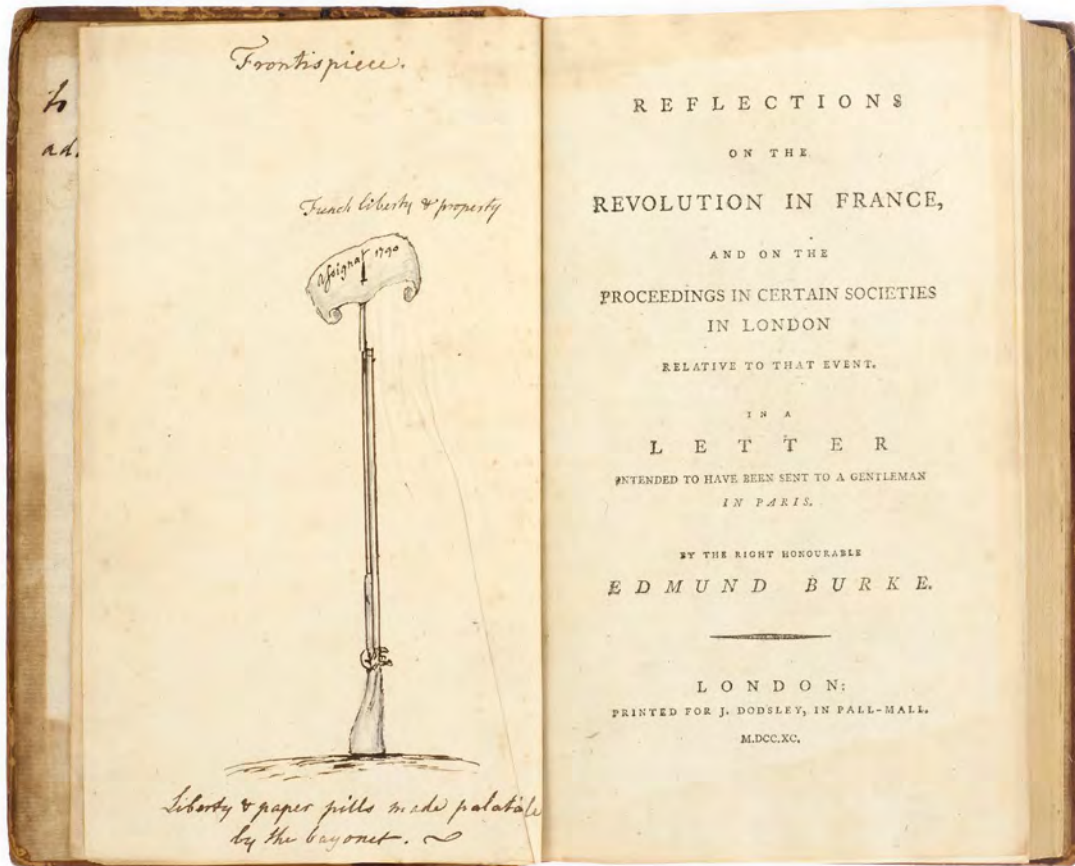 Frontispiece.
to
ad.
French liberty & property
Assignat 1790
Liberty & paper pills made palatable
by the bayonet.
REFLECTIONS
ON THE
REVOLUTION IN FRANCE,
AND ON THE
PROCEEDINGS IN CERTAIN SOCIETIES
IN LONDON
RELATIVE TO THAT EVENT.
IN A
LETTER
INTENDED TO HAVE BEEN SENT TO A GENTLEMAN
IN PARIS.
BY THE RIGHT HONOURABLE
EDMUND BURKE.
LONDON:
PRINTED FOR J. DODSLEY, IN PALL-MALL.
M.DCC.XC.